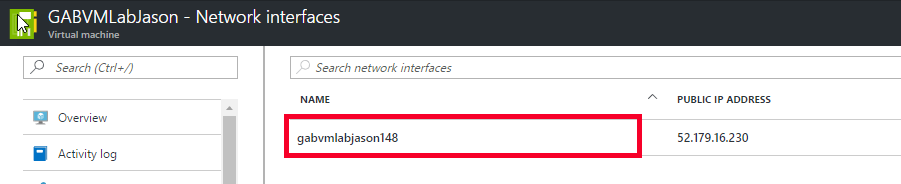 GABVMLabJason - Network interfaces
Virtual machine
Search (Ctrl+/)
Overview
Activity log
Search network interfaces
NAME
PUBLIC IP ADDRESS
gabvmlabjason148
52.179.16.230